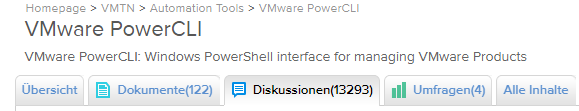 Homepage > VMTN > Automation Tools > VMware PowerCLI
VMware PowerCLI
VMware PowerCLI: Windows PowerShell interface for managing VMware Products
Übersicht Dokumente(122) Diskussionen(13293) Umfragen(4) Alle Inhalte